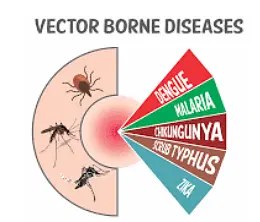 VECTOR BORNE DISEASES
DENGUE
MALARIA
CHIKUNGUNYA
SCRUB TYPHUS
ZIKA